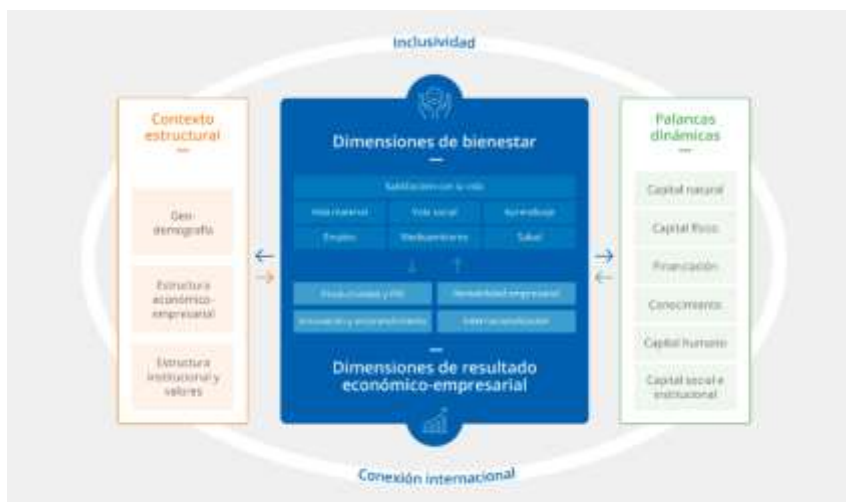 Inclusividad
Contexto
estructural
Geo-
demografía
Estructura
económico-
empresarial
Estructura
institucional y
valores
Dimensiones de bienestar
Satisfacción con la vida
Vida material
Vida social
Aprendizaje
Empleo
Medioambiente
Salud
Productividad y PIB
Rentabilidad empresarial
Innovación y emprendimiento
Internacionalización
Dimensiones de resultado
económico-empresarial
Palancas
dinámicas
Capital natural
Capital físico
Financiación
Conocimiento
Capital humano
Capital social e
institucional
Conexión internacional